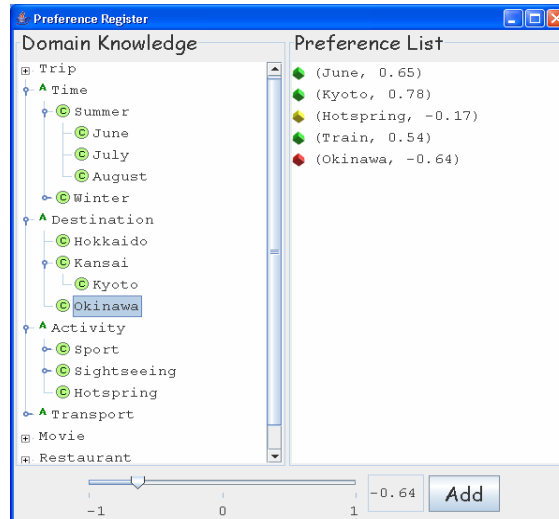 Preference Register
Domain Knowledge
Trip
A Time
C Summer
C June
C July
C August
C Winter
A Destination
C Hokkaido
C Kansai
C Kyoto
C Okinawa
A Activity
C Sport
C Sightseeing
C Hotspring
A Transport
Movie
Restaurant
Preference List
(June, 0.65)
(Kyoto, 0.78)
(Hotspring, -0.17)
(Train, 0.54)
(Okinawa, -0.64)
-1 0 1
-0.64
Add